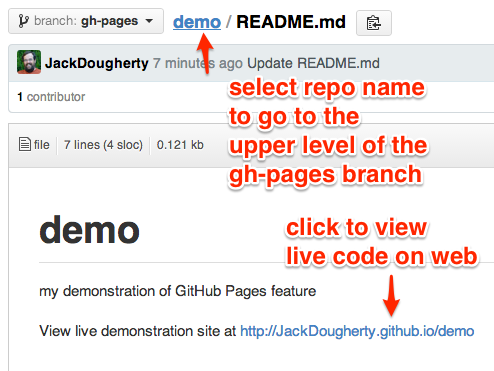 branch: gh-pages demo / README.md
JackDougherty 7 minutes ago Update README.md
select repo name
to go to the
upper level of the
gh-pages branch
1 contributor
file 7 lines (4 sloc) 0.121 kb
demo
click to view
live code on web
my demonstration of GitHub Pages feature
View live demonstration site at http://JackDougherty.github.io/demo